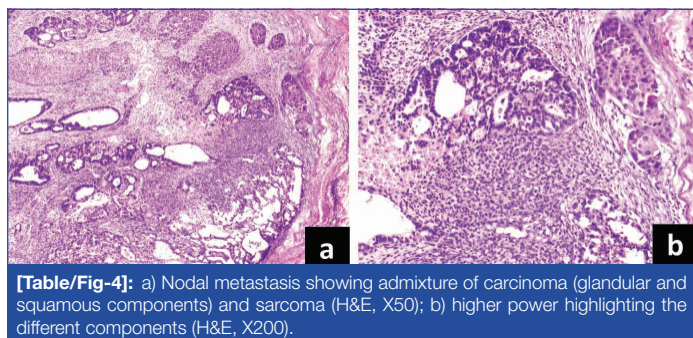 a
b
[Table/Fig-4]: a) Nodal metastasis showing admixture of carcinoma (glandular and
squamous components) and sarcoma (H&E, X50); b) higher power highlighting the
different components (H&E, X200).